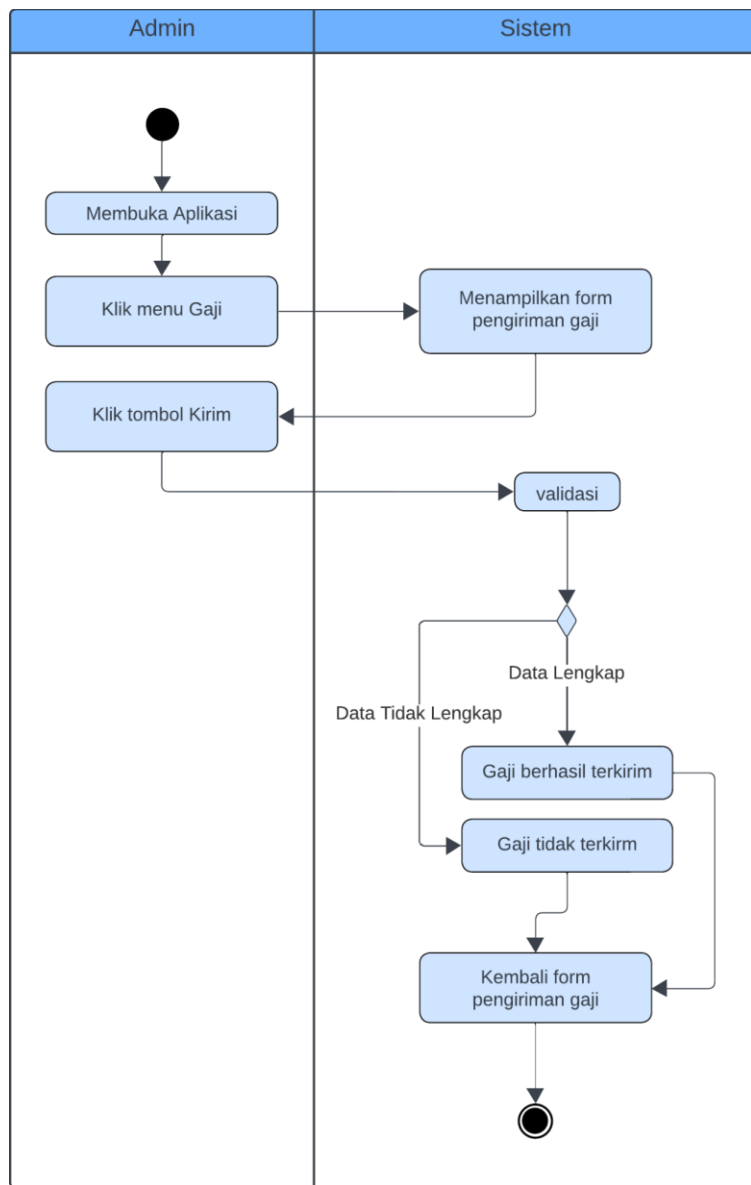 Admin
Sistem
Membuka Aplikasi
Klik menu Gaji
Menampilkan form
pengiriman gaji
Klik tombol Kirim
validasi
Data Lengkap
Data Tidak Lengkap
Gaji berhasil terkirim
Gaji tidak terkirm
Kembali form
pengiriman gaji